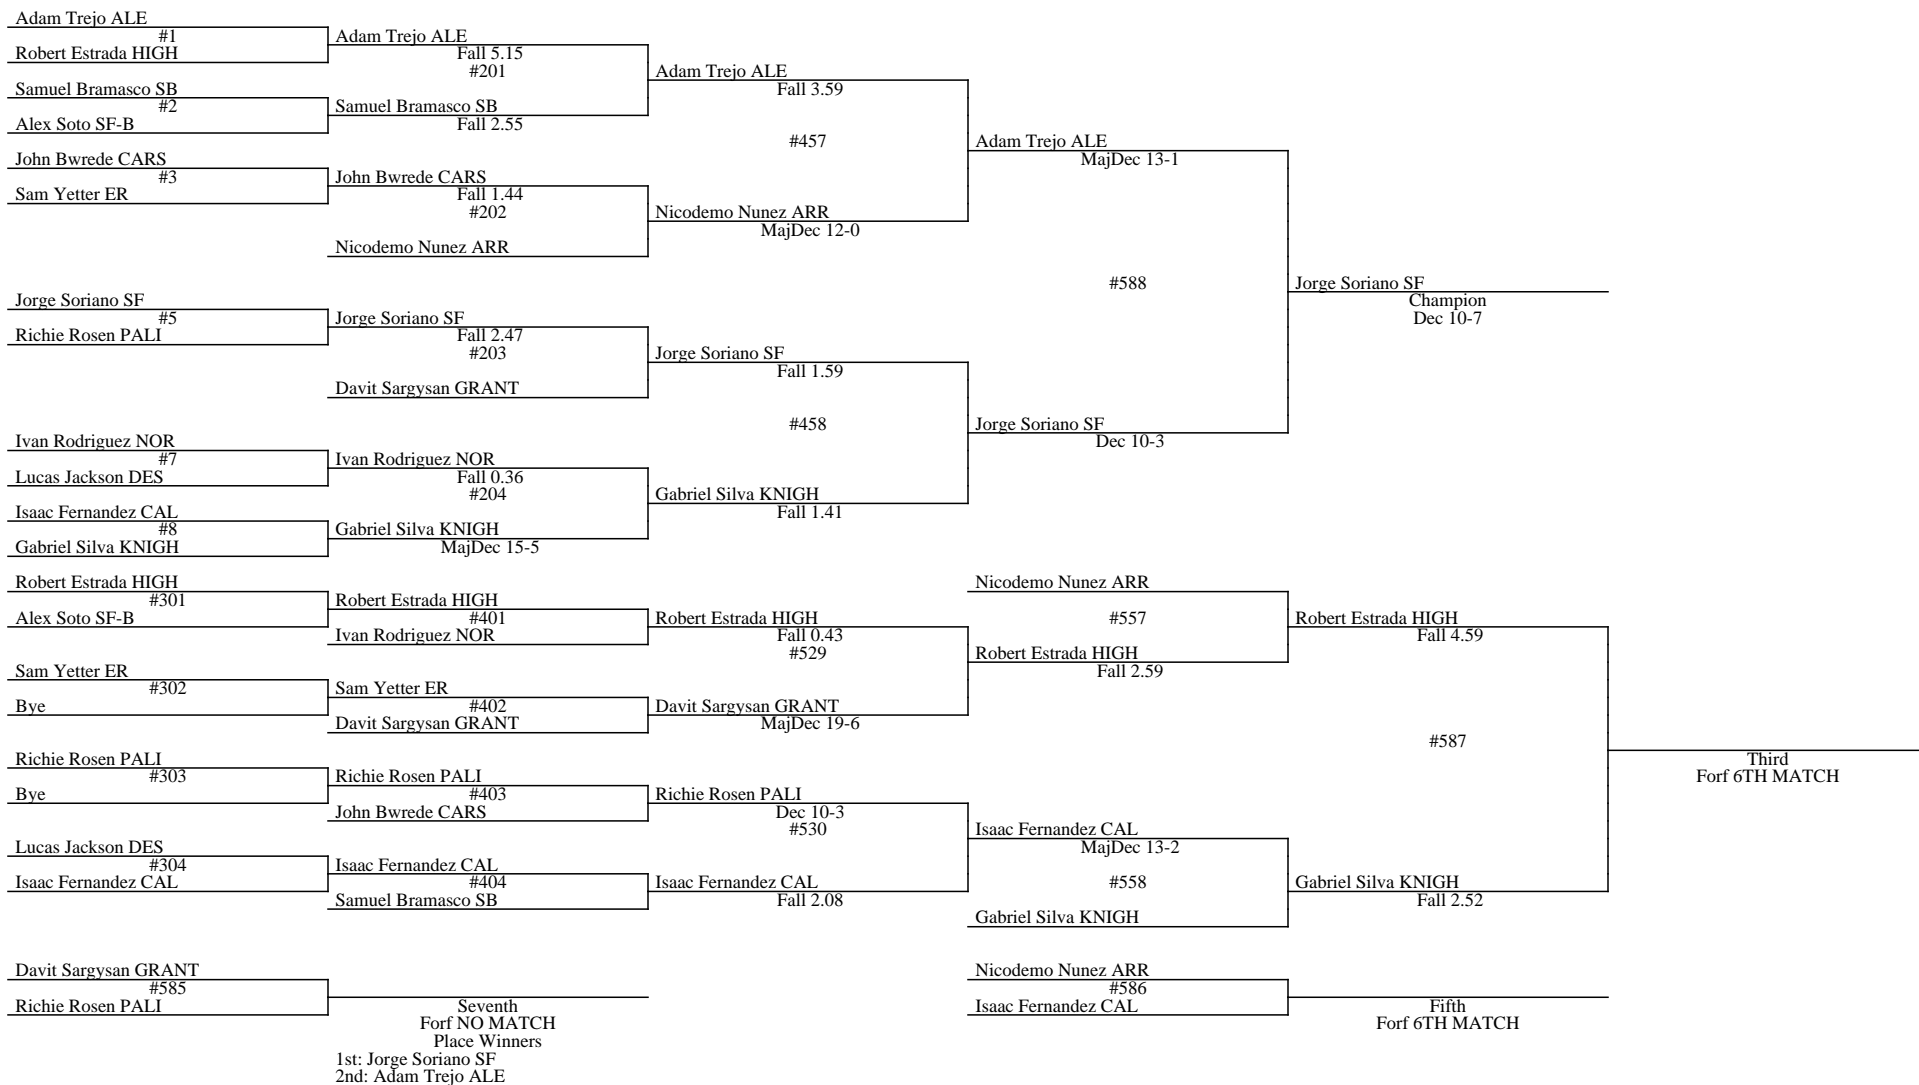 Adam Trejo ALE
#1
Robert Estrada HIGH
Samuel Bramasco SB
#2
Alex Soto SF-B
John Bwrede CARS
#3
Sam Yetter ER
Jorge Soriano SF
#5
Richie Rosen PALI
Ivan Rodriguez NOR
#7
Lucas Jackson DES
Isaac Fernandez CAL
#8
Gabriel Silva KNIGH
Adam Trejo ALE
Fall 5.15
#201
Samuel Bramasco SB
Fall 2.55
John Bwrede CARS
Fall 1.44
#202
Nicodemo Nunez ARR
Jorge Soriano SF
Fall 2.47
#203
Davit Sargysan GRANT
Ivan Rodriguez NOR
Fall 0.36
#204
Gabriel Silva KNIGH
MajDec 15-5
Adam Trejo ALE
Fall 3.59
#457
Nicodemo Nunez ARR
MajDec 12-0
Jorge Soriano SF
Fall 1.59
#458
Gabriel Silva KNIGH
Fall 1.41
Adam Trejo ALE
MajDec 13-1
#588
Jorge Soriano SF
Dec 10-3
Jorge Soriano SF
Champion
Dec 10-7
Robert Estrada HIGH
#301
Alex Soto SF-B
Sam Yetter ER
#302
Bye
Richie Rosen PALI
#303
Bye
Lucas Jackson DES
#304
Isaac Fernandez CAL
Robert Estrada HIGH
#401
Ivan Rodriguez NOR
Sam Yetter ER
#402
Davit Sargysan GRANT
Richie Rosen PALI
#403
John Bwrede CARS
Isaac Fernandez CAL
#404
Samuel Bramasco SB
Robert Estrada HIGH
Fall 0.43
#529
Davit Sargysan GRANT
MajDec 19-6
Richie Rosen PALI
Dec 10-3
#530
Isaac Fernandez CAL
Fall 2.08
Nicodemo Nunez ARR
#557
Robert Estrada HIGH
Fall 2.59
Isaac Fernandez CAL
MajDec 13-2
#558
Gabriel Silva KNIGH
Robert Estrada HIGH
Fall 4.59
#587
Gabriel Silva KNIGH
Fall 2.52
Third
Forf 6TH MATCH
Davit Sargysan GRANT
#585
Richie Rosen PALI
Seventh
Forf NO MATCH
Place Winners
1st: Jorge Soriano SF
2nd: Adam Trejo ALE
Nicodemo Nunez ARR
#586
Isaac Fernandez CAL
Fifth
Forf 6TH MATCH